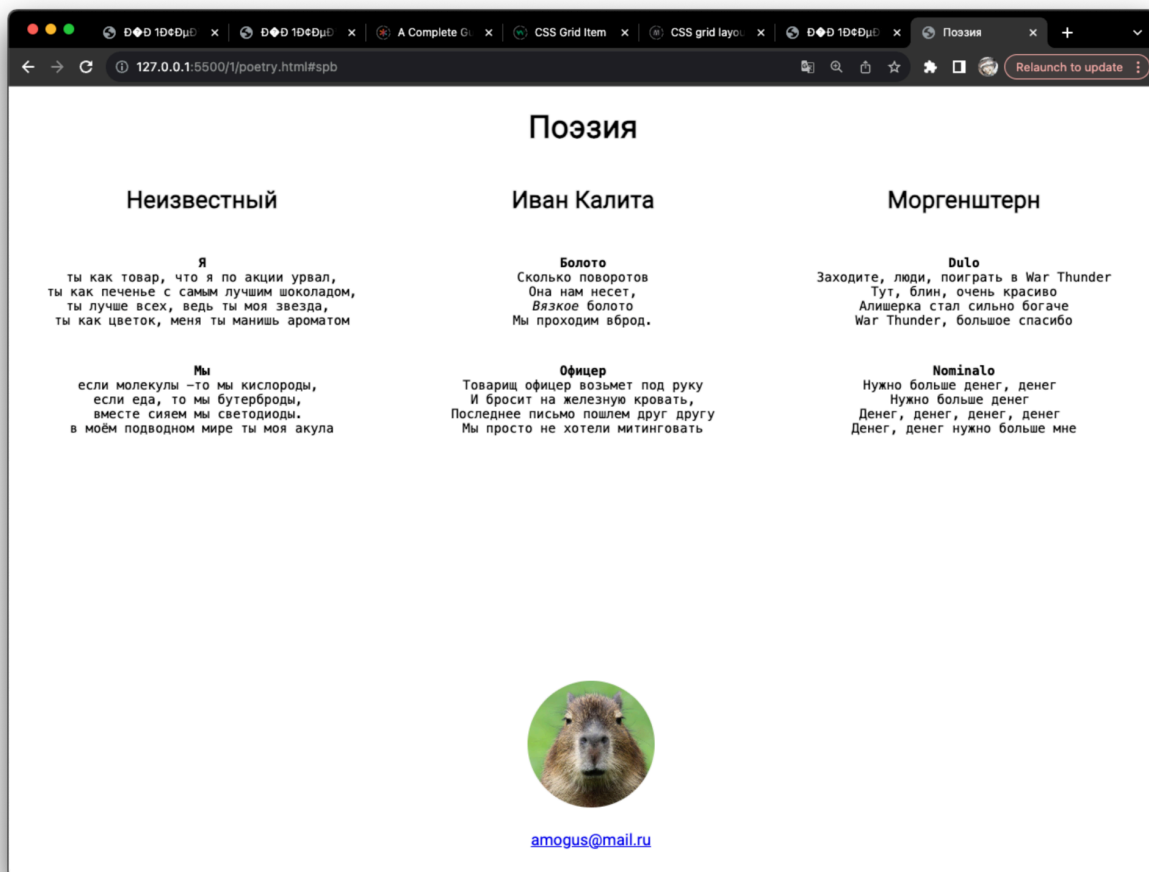 A Complete Gu
CSS Grid Item
CSS grid layou
Поэзия
127.0.0.1:5500/1/poetry.html#spb
Relaunch to update
Поэзия
Неизвестный
Я
ты как товар, что я по акции урвал,
ты как печенье с самым лучшим шоколадом,
ты лучше всех, ведь ты моя звезда,
ты как цветок, меня ты манишь ароматом
Мы
если молекулы —то мы кислороды,
если еда, то мы бутерброды,
вместе сияем мы светодиоды.
в моём подводном мире ты моя акула
Иван Калита
Болото
Сколько поворотов
Она нам несет,
Вязкое болото
Мы проходим вброд.
Офицер
Товарищ офицер возьмет под руку
И бросит на железную кровать,
Последнее письмо пошлем друг другу
Мы просто не хотели митинговать
Моргенштерн
Dulo
Заходите, люди, поиграть в War Thunder
Тут, блин, очень красиво
Алишерка стал сильно богаче
War Thunder, большое спасибо
Nominalo
Нужно больше денег, денег
Нужно больше денег
Денег, денег, денег, денег
Денег, денег нужно больше мне
amogus@mail.ru